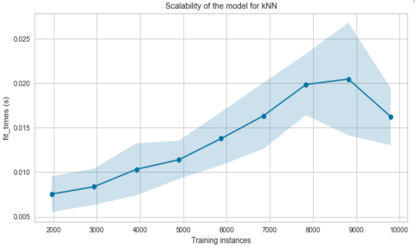 Scalability of the model for kNN
fit_times (s)
0.025
0.020
0.015
0.010
0.005
2000 3000 4000 5000 6000 7000 8000 9000 10000
Training instances